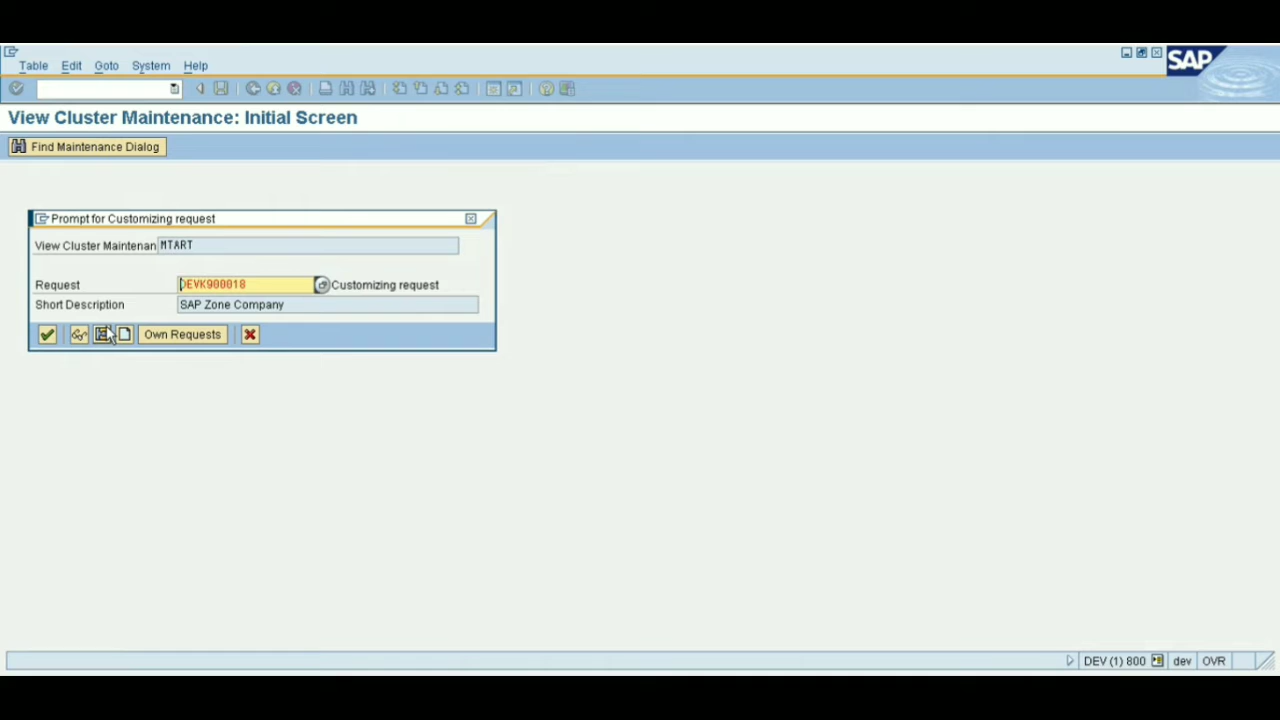 Table Edit Goto System Help
SAP
View Cluster Maintenance: Initial Screen
Find Maintenance Dialog
Prompt for Customizing request
View Cluster Maintenan MTART
Request DEVK900018 Customizing request
Short Description SAP Zone Company
Own Requests
DEV (1) 800 dev OVR